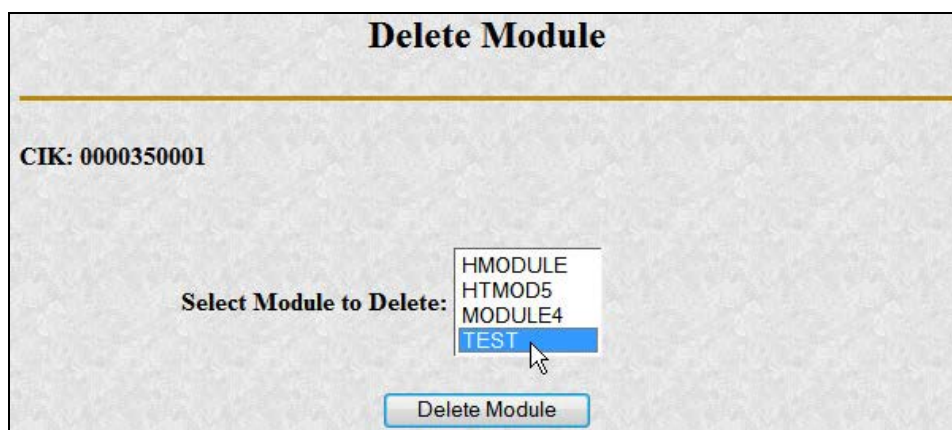 Delete Module
CIK: 0000350001
Select Module to Delete:
HMODULE
HTMOD5
MODULE4
TEST
Delete Module